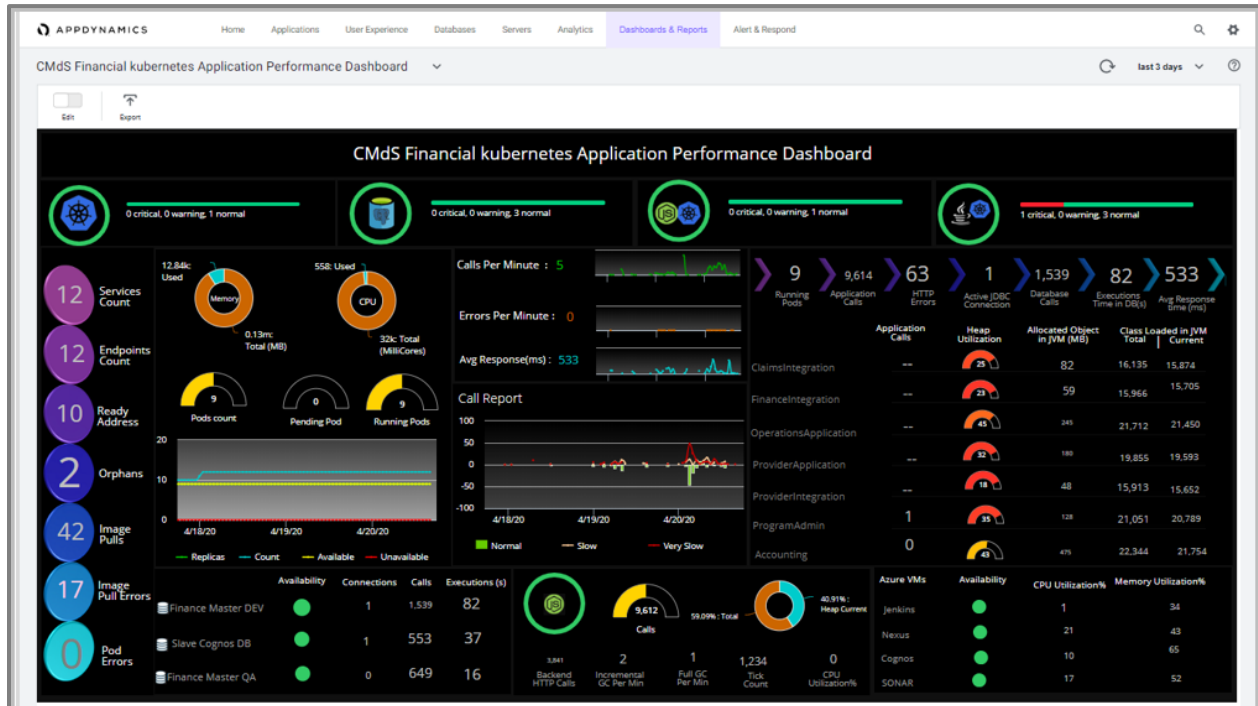 APPDYNAMICS Home Applications User Experience Databases Servers Analytics Dashboards & Reports Alert & Respond
CMdS Financial kubernetes Application Performance Dashboard last 3 days
Edit Export
CMdS Financial kubernetes Application Performance Dashboard
0 critical, 0 warning, 1 normal
0 critical, 0 warning, 3 normal
JS
0 critical, 0 warning, 1 normal
1 critical, 0 warning, 3 normal
12 Services Count
12 Endpoints Count
10 Ready Address
2 Orphans
42 Image Pulls
17 Image Pull Errors
0 Pod Errors
12.84k: Used
Memory
0.13m: Total (MB)
558: Used
CPU
32k: Total (MilliCores)
9 Pods count
0 Pending Pod
9 Running Pods
20
10
0
4/18/20 4/19/20 4/20/20
Replicas Count Available Unavailable
Calls Per Minute : 5
Errors Per Minute : 0
Avg Response(ms) : 533
Call Report
100
50
0
-50
-100
4/18/20 4/19/20 4/20/20
Normal Slow Very Slow
9 Running Pods
9,614 Application Calls
63 HTTP Errors
1 Active JDBC Connection
1,539 Database Calls
82 Executions Time in DB(s)
533 Avg Response time (ms)
Application Calls Heap Utilization Allocated Object in JVM (MB) Class Loaded in JVM Total | Current
ClaimsIntegration -- 25 82 16,135 15,874
FinanceIntegration -- 23 59 15,966 15,705
OperationsApplication -- 45 245 21,712 21,450
ProviderApplication -- 32 180 19,855 19,593
ProviderIntegration -- 18 48 15,913 15,652
ProgramAdmin 1 35 128 21,051 20,789
Accounting 0 43 475 22,344 21,754
Availability Connections Calls Executions (s)
Finance Master DEV 1 1,539 82
Slave Cognos DB 1 553 37
Finance Master QA 0 649 16
JS
9,612
Calls
59.09% : Total
40.91% : Heap Current
3,841 Backend HTTP Calls
2 Incremental GC Per Min
1 Full GC Per Min
1,234 Tick Count
0 CPU Utilization%
Azure VMs Availability CPU Utilization% Memory Utilization%
Jenkins 1 34
Nexus 21 43
Cognos 10 65
SONAR 17 52